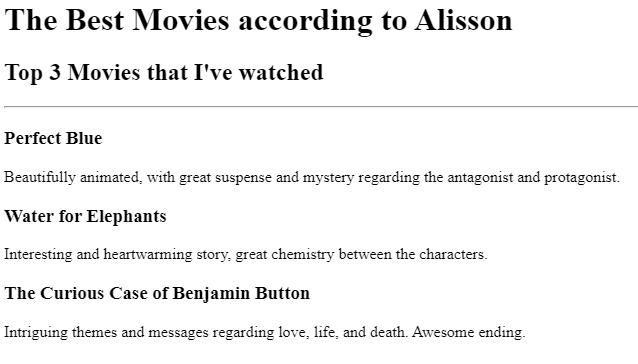 The Best Movies according to Alisson
Top 3 Movies that I've watched
Perfect Blue
Beautifully animated, with great suspense and mystery regarding the antagonist and protagonist.
Water for Elephants
Interesting and heartwarming story, great chemistry between the characters.
The Curious Case of Benjamin Button
Intriguing themes and messages regarding love, life, and death. Awesome ending.